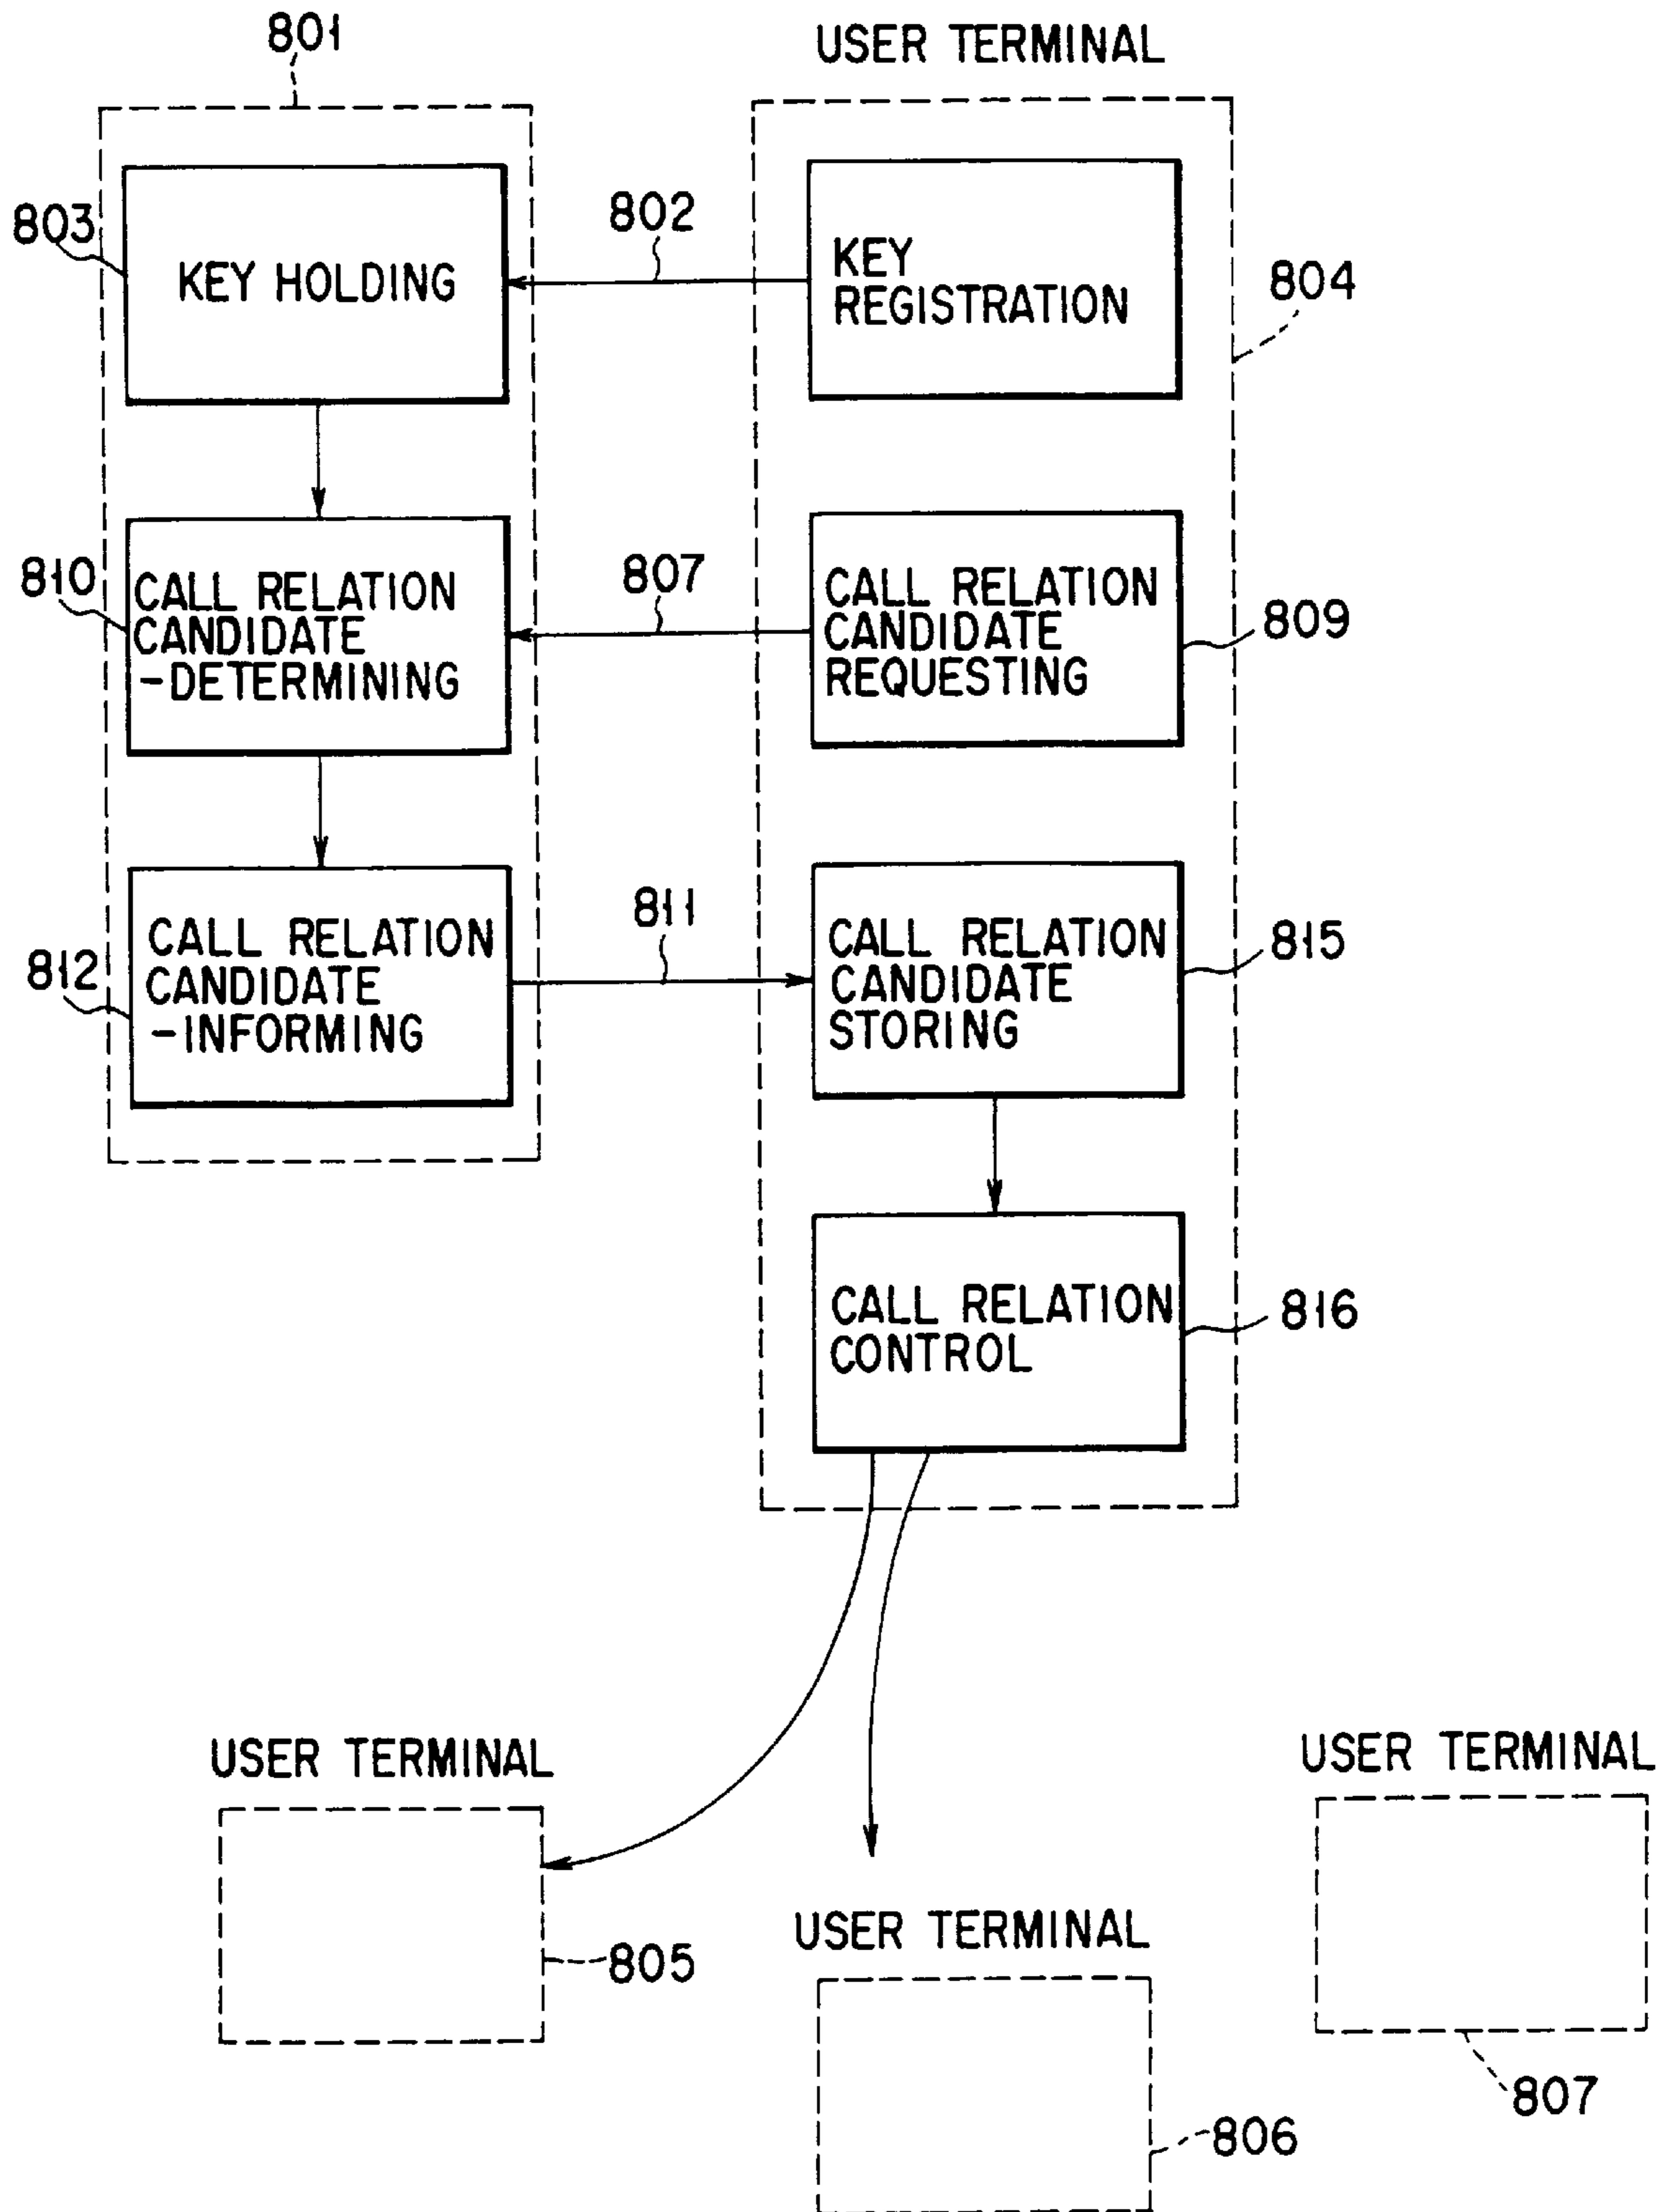 801
USER TERMINAL
803
KEY HOLDING
802
KEY
REGISTRATION
804
810
CALL RELATION
CANDIDATE
-DETERMINING
807
CALL RELATION
CANDIDATE
REQUESTING
809
812
CALL RELATION
CANDIDATE
-INFORMING
811
CALL RELATION
CANDIDATE
STORING
815
CALL RELATION
CONTROL
816
USER TERMINAL
805
USER TERMINAL
806
USER TERMINAL
807